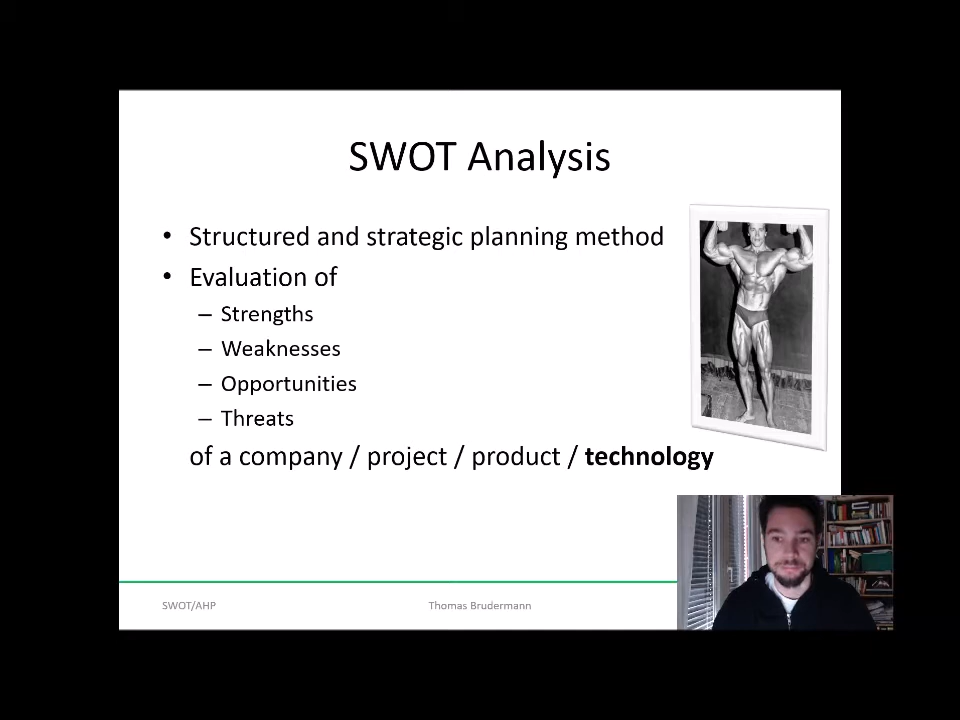 SWOT Analysis
• Structured and strategic planning method
• Evaluation of
– Strengths
– Weaknesses
– Opportunities
– Threats
of a company / project / product / technology
SWOT/AHP
Thomas Brudermann